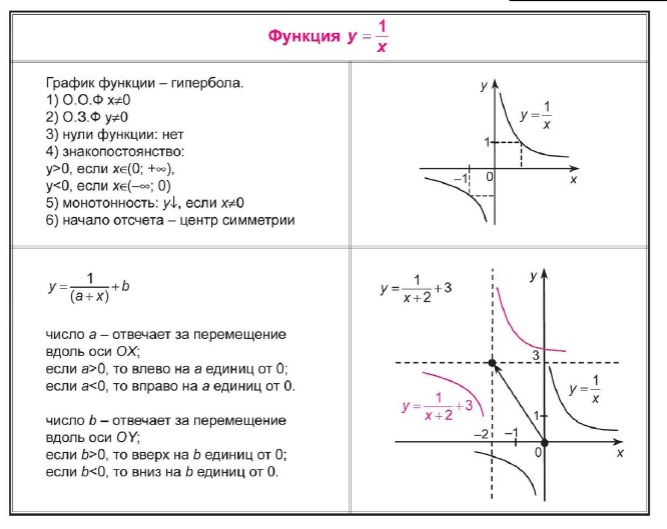 Функция y = 1/x
График функции – гипербола.
1) О.О.Ф x≠0
2) О.З.Ф y≠0
3) нули функции: нет
4) знакопостоянство:
y>0, если x∈(0; +∞),
y<0, если x∈(–∞; 0)
5) монотонность: y↓, если x≠0
6) начало отсчета – центр симметрии
y
y = 1/x
1
–1
0
x
y = 1/(a+x) + b
число a – отвечает за перемещение
вдоль оси OX;
если a>0, то влево на a единиц от 0;
если a<0, то вправо на a единиц от 0.
число b – отвечает за перемещение
вдоль оси OY;
если b>0, то вверх на b единиц от 0;
если b<0, то вниз на b единиц от 0.
y = 1/(x+2) + 3
y
3
y = 1/x
y = 1/(x+2) + 3
1
–2
–1
0
x